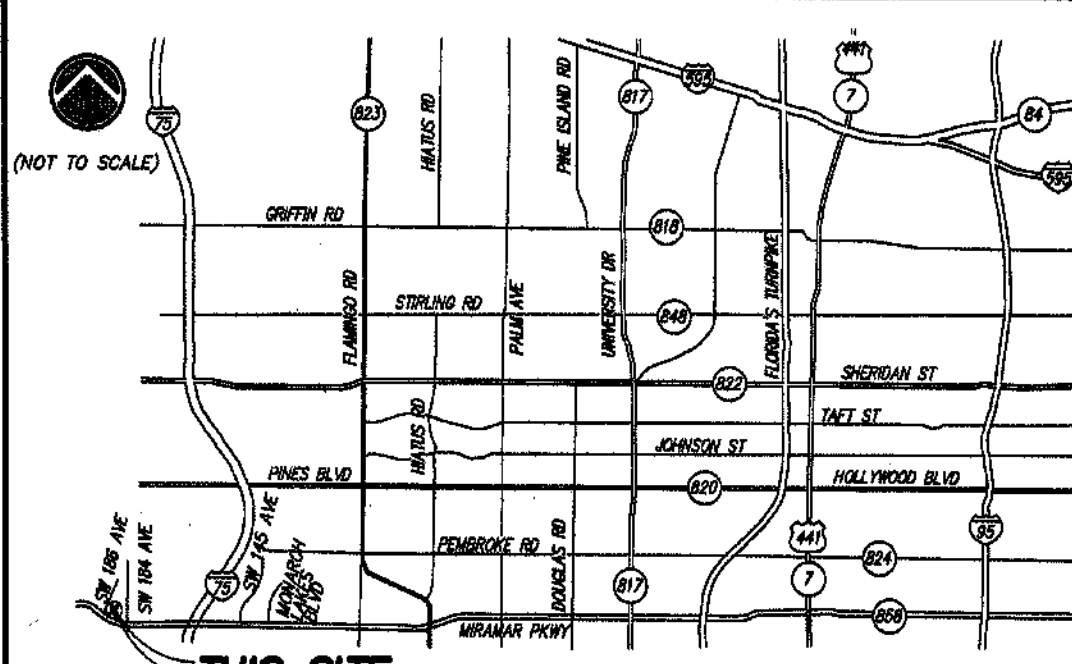 441
595
PINE ISLAND RD
HIATUS RD
817
7
75
823
84
(NOT TO SCALE)
595
GRIFFIN RD
818
FLAMINGO RD
STIRLING RD
PALM AVE
UNIVERSITY DR
848
FLORIDA'S TURNPIKE
822
SHERIDAN ST
HIATUS RD
TAFT ST
JOHNSON ST
PINES BLVD
820
HOLLYWOOD BLVD
SW 186 AVE
SW 184 AVE
SW 145 AVE
441
95
PEMBROKE RD
824
75
MONARCH
LAKES
BLVD
DOUGLAS RD
817
7
858
MIRAMAR PKWY
THIS SITE